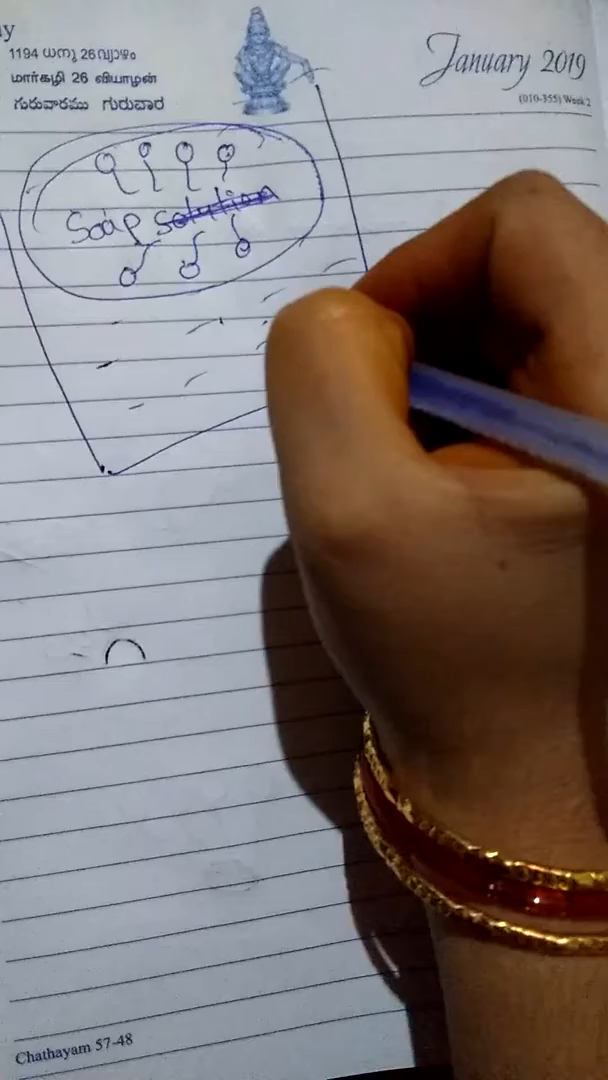 y
1194 ധനു 26 വ്യാഴം
மார்கழி 26 வியாழன்
గురువారము గురువార
January 2019
(010-355) Week 2
Soap solution
Chathayam 57-48